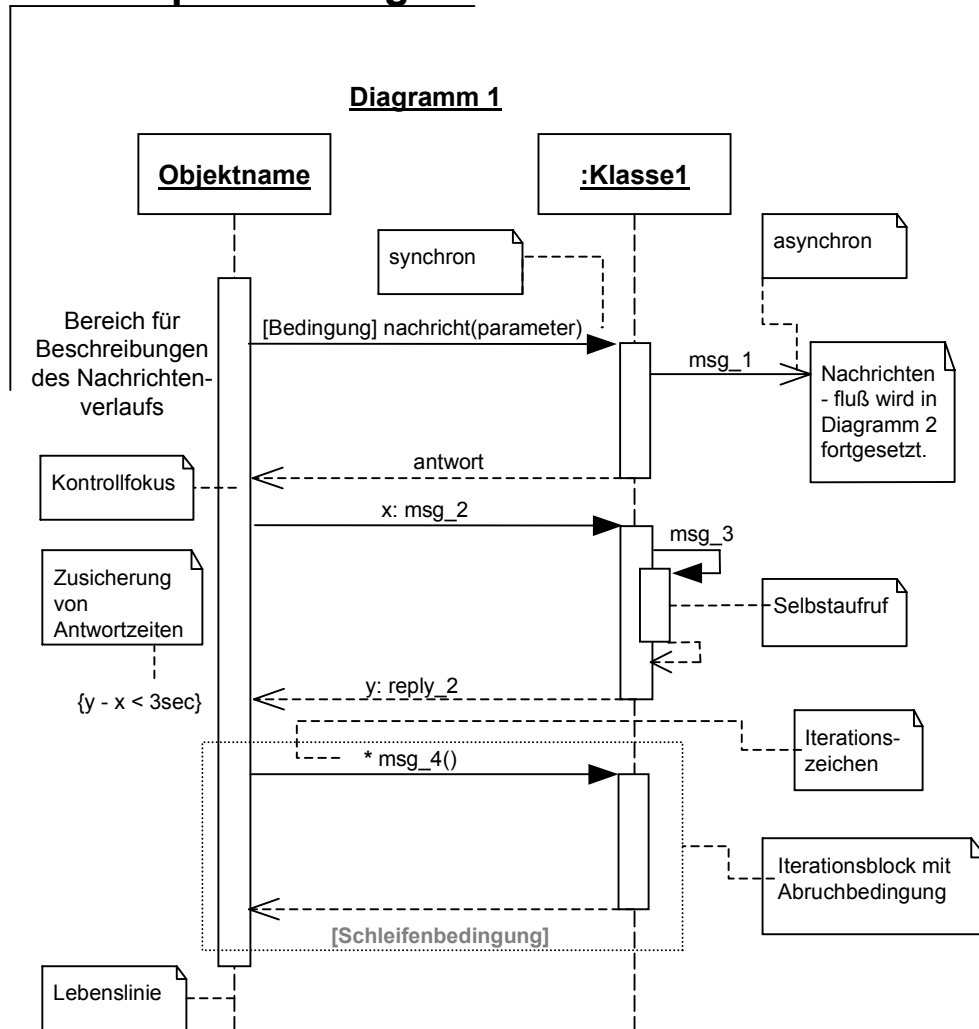 Diagramm 1
Objektname
:Klasse1
synchron
asynchron
Bereich für
Beschreibungen
des Nachrichten-
verlaufs
[Bedingung] nachricht(parameter)
msg_1
Nachrichten
- fluß wird in
Diagramm 2
fortgesetzt.
antwort
Kontrollfokus
x: msg_2
msg_3
Zusicherung
von
Antwortzeiten
Selbstaufruf
{y - x < 3sec}
y: reply_2
Iterations-
zeichen
* msg_4()
Iterationsblock mit
Abruchbedingung
[Schleifenbedingung]
Lebenslinie